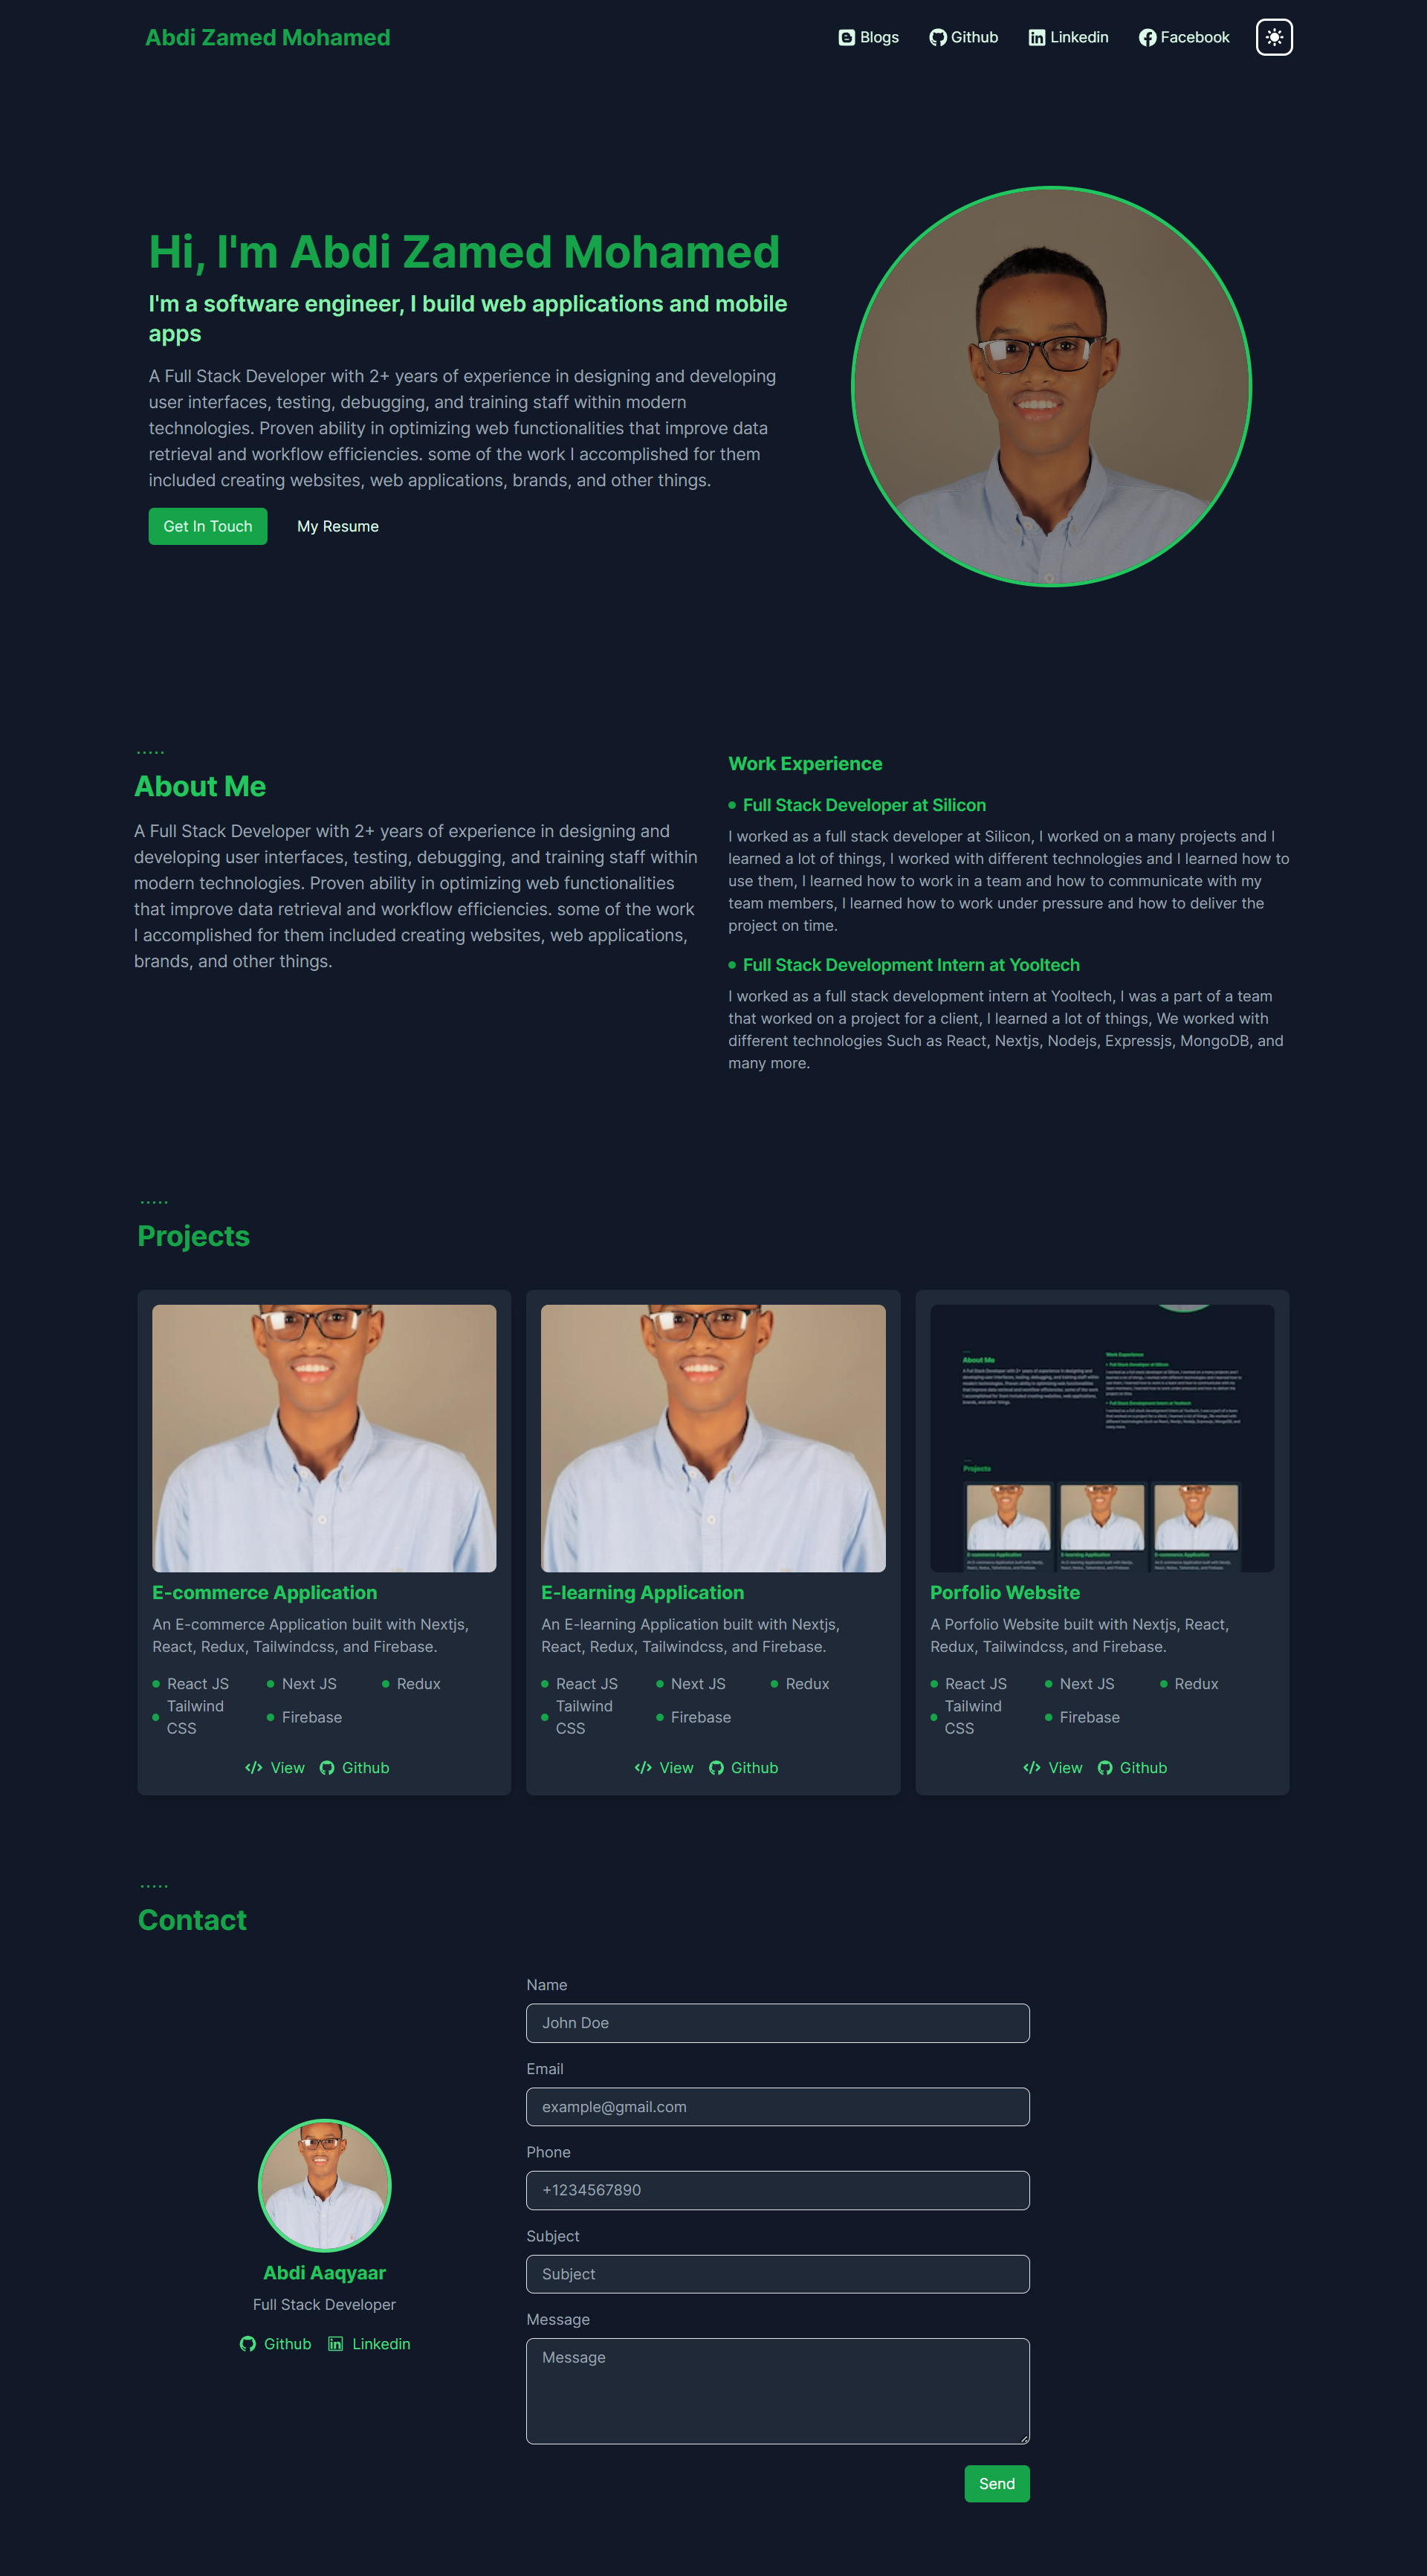 Abdi Zamed Mohamed
Blogs
Github
Linkedin
Facebook
Hi, I'm Abdi Zamed Mohamed
I'm a software engineer, I build web applications and mobile
apps
A Full Stack Developer with 2+ years of experience in designing and developing
user interfaces, testing, debugging, and training staff within modern
technologies. Proven ability in optimizing web functionalities that improve data
retrieval and workflow efficiencies. some of the work I accomplished for them
included creating websites, web applications, brands, and other things.
Get In Touch
My Resume
About Me
A Full Stack Developer with 2+ years of experience in designing and
developing user interfaces, testing, debugging, and training staff within
modern technologies. Proven ability in optimizing web functionalities
that improve data retrieval and workflow efficiencies. some of the work
I accomplished for them included creating websites, web applications,
brands, and other things.
Work Experience
Full Stack Developer at Silicon
I worked as a full stack developer at Silicon, I worked on a many projects and I
learned a lot of things, I worked with different technologies and I learned how to
use them, I learned how to work in a team and how to communicate with my
team members, I learned how to work under pressure and how to deliver the
project on time.
Full Stack Development Intern at Yooltech
I worked as a full stack development intern at Yooltech, I was a part of a team
that worked on a project for a client, I learned a lot of things, We worked with
different technologies Such as React, Nextjs, Nodejs, Expressjs, MongoDB, and
many more.
Projects
E-commerce Application
An E-commerce Application built with Nextjs,
React, Redux, Tailwindcss, and Firebase.
React JS
Next JS
Redux
Tailwind
CSS
Firebase
View
Github
E-learning Application
An E-learning Application built with Nextjs,
React, Redux, Tailwindcss, and Firebase.
React JS
Next JS
Redux
Tailwind
CSS
Firebase
View
Github
About Me
Work Experience
Projects
Porfolio Website
A Porfolio Website built with Nextjs, React,
Redux, Tailwindcss, and Firebase.
React JS
Next JS
Redux
Tailwind
CSS
Firebase
View
Github
Contact
Abdi Aaqyaar
Full Stack Developer
Github
Linkedin
Name
John Doe
Email
example@gmail.com
Phone
+1234567890
Subject
Subject
Message
Message
Send